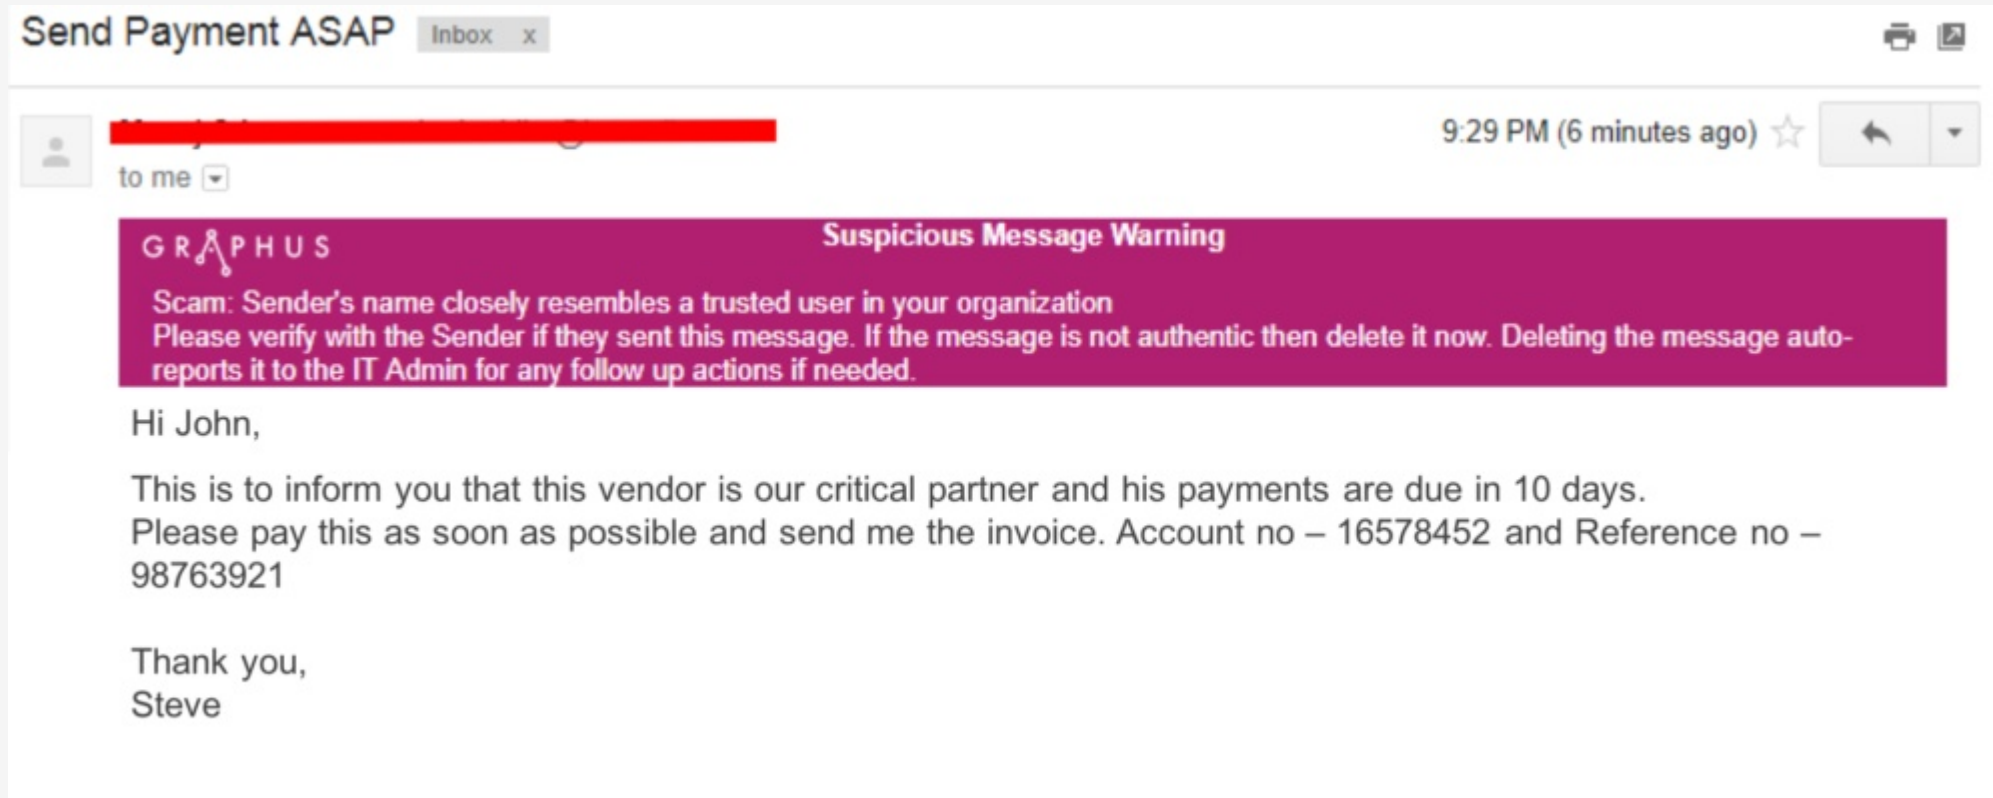 Send Payment ASAP Inbox x
9:29 PM (6 minutes ago)
to me
GRAPHUS
Suspicious Message Warning
Scam: Sender's name closely resembles a trusted user in your organization
Please verify with the Sender if they sent this message. If the message is not authentic then delete it now. Deleting the message auto-
reports it to the IT Admin for any follow up actions if needed.
Hi John,
This is to inform you that this vendor is our critical partner and his payments are due in 10 days.
Please pay this as soon as possible and send me the invoice. Account no – 16578452 and Reference no –
98763921
Thank you,
Steve